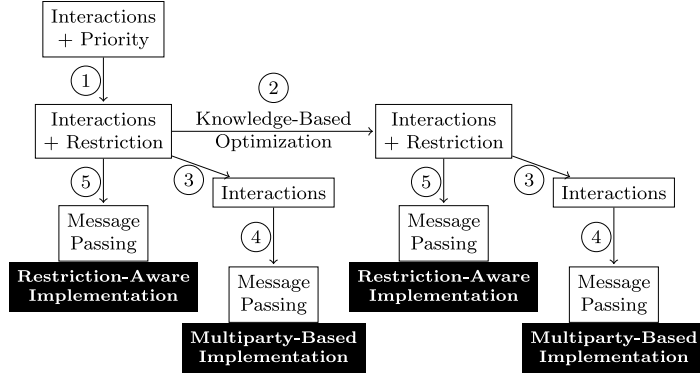 Interactions
+ Priority
1
2
Interactions
+ Restriction
Knowledge-Based
Optimization
Interactions
+ Restriction
5
3
Interactions
5
3
Interactions
Message
Passing
4
Message
Passing
4
Restriction-Aware
Implementation
Message
Passing
Restriction-Aware
Implementation
Message
Passing
Multiparty-Based
Implementation
Multiparty-Based
Implementation